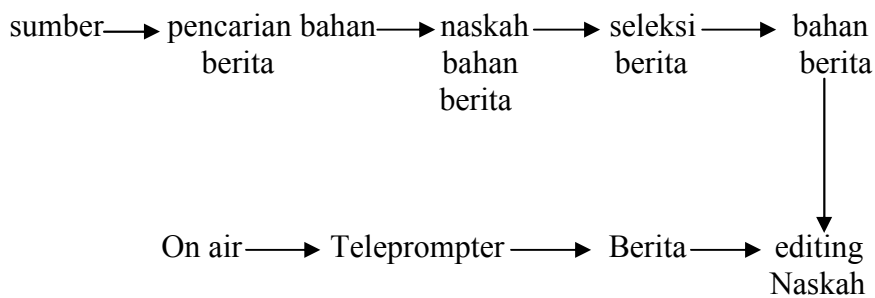 sumber pencarian bahan naskah seleksi bahan
berita bahan berita berita
berita
On air Teleprompter Berita editing
Naskah